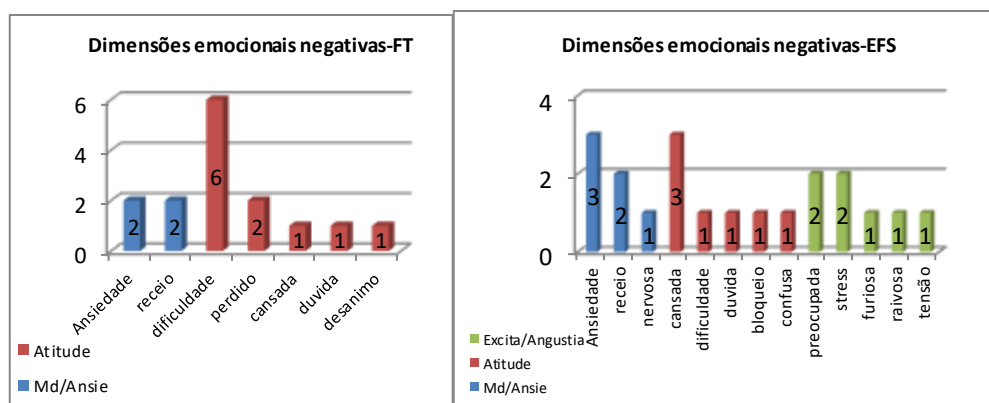 Dimensões emocionais negativas-FT
6
4
2
0
2
2
6
2
1
1
1
Ansiedade
receio
dificuldade
perdido
cansada
duvida
desanimo
Atitude
Md/Ansie
Dimensões emocionais negativas-EFS
4
2
0
3
2
1
3
1
1
1
1
2
2
1
1
1
Ansiedade
receio
nervosa
cansada
dificuldade
duvida
bloqueio
confusa
preocupada
stress
furiosa
raivosa
tensão
Excita/Angustia
Atitude
Md/Ansie